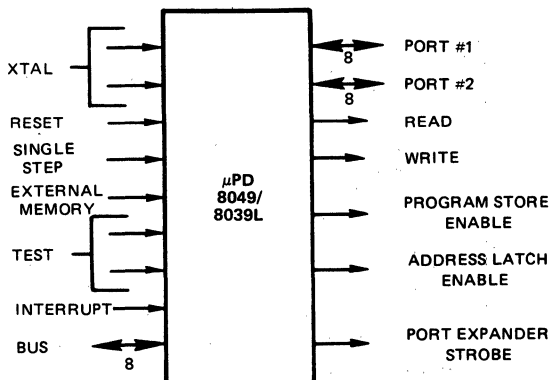 XTAL
RESET
SINGLE
STEP
EXTERNAL
MEMORY
TEST
INTERRUPT
BUS
8
μPD
8049/
8039L
8
PORT #1
8
PORT #2
READ
WRITE
PROGRAM STORE
ENABLE
ADDRESS LATCH
ENABLE
PORT EXPANDER
STROBE